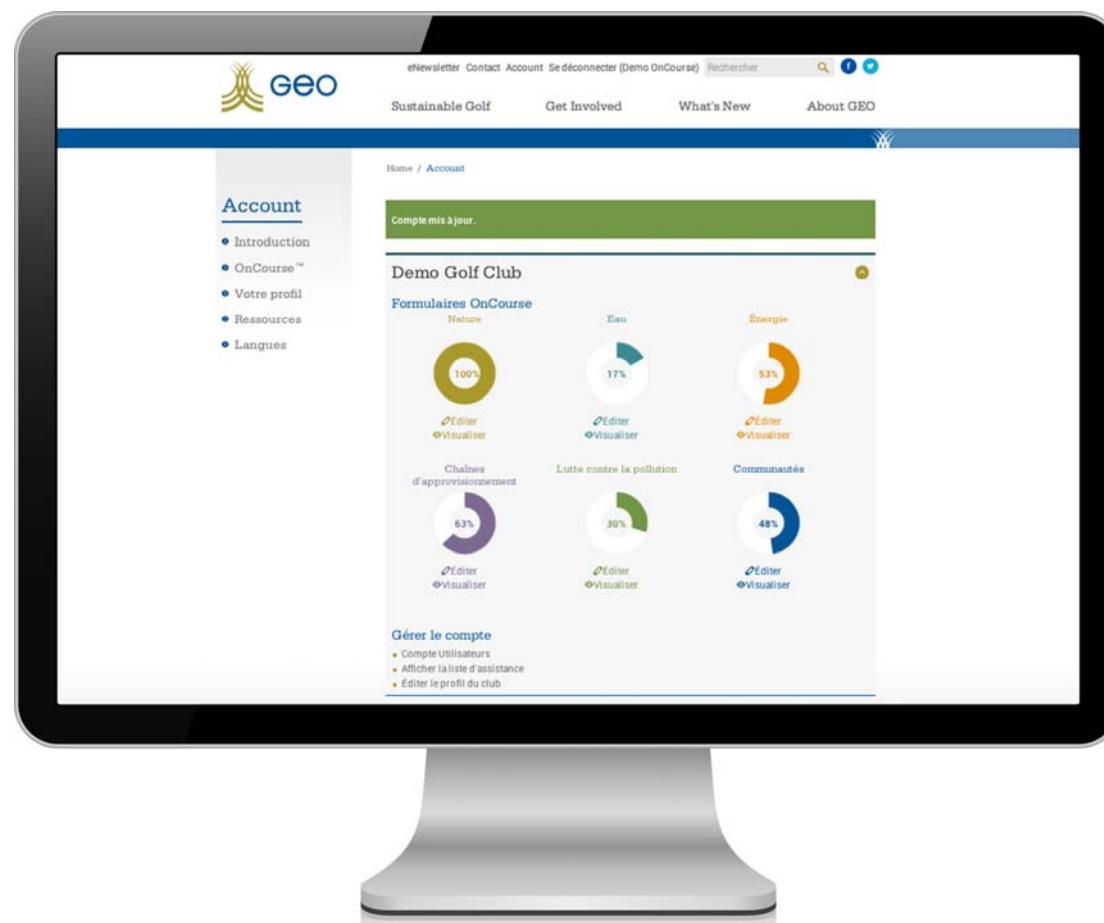 GEO
eNewsletter Contact Account Se déconnecter (Demo OnCourse) Rechercher
Sustainable Golf Get Involved What's New About GEO
Home / Account
Account
Introduction
OnCourse™
Votre profil
Ressources
Langues
Compte mis à jour.
Demo Golf Club
Formulaires OnCourse
Nature Eau Énergie
100% 17% 53%
Éditer Éditer Éditer
Visualiser Visualiser Visualiser
Chaînes
d'approvisionnement Lutte contre la pollution Communautés
63% 30% 48%
Éditer Éditer Éditer
Visualiser Visualiser Visualiser
Gérer le compte
Compte Utilisateurs
Afficher la liste d'assistance
Éditer le profil du club